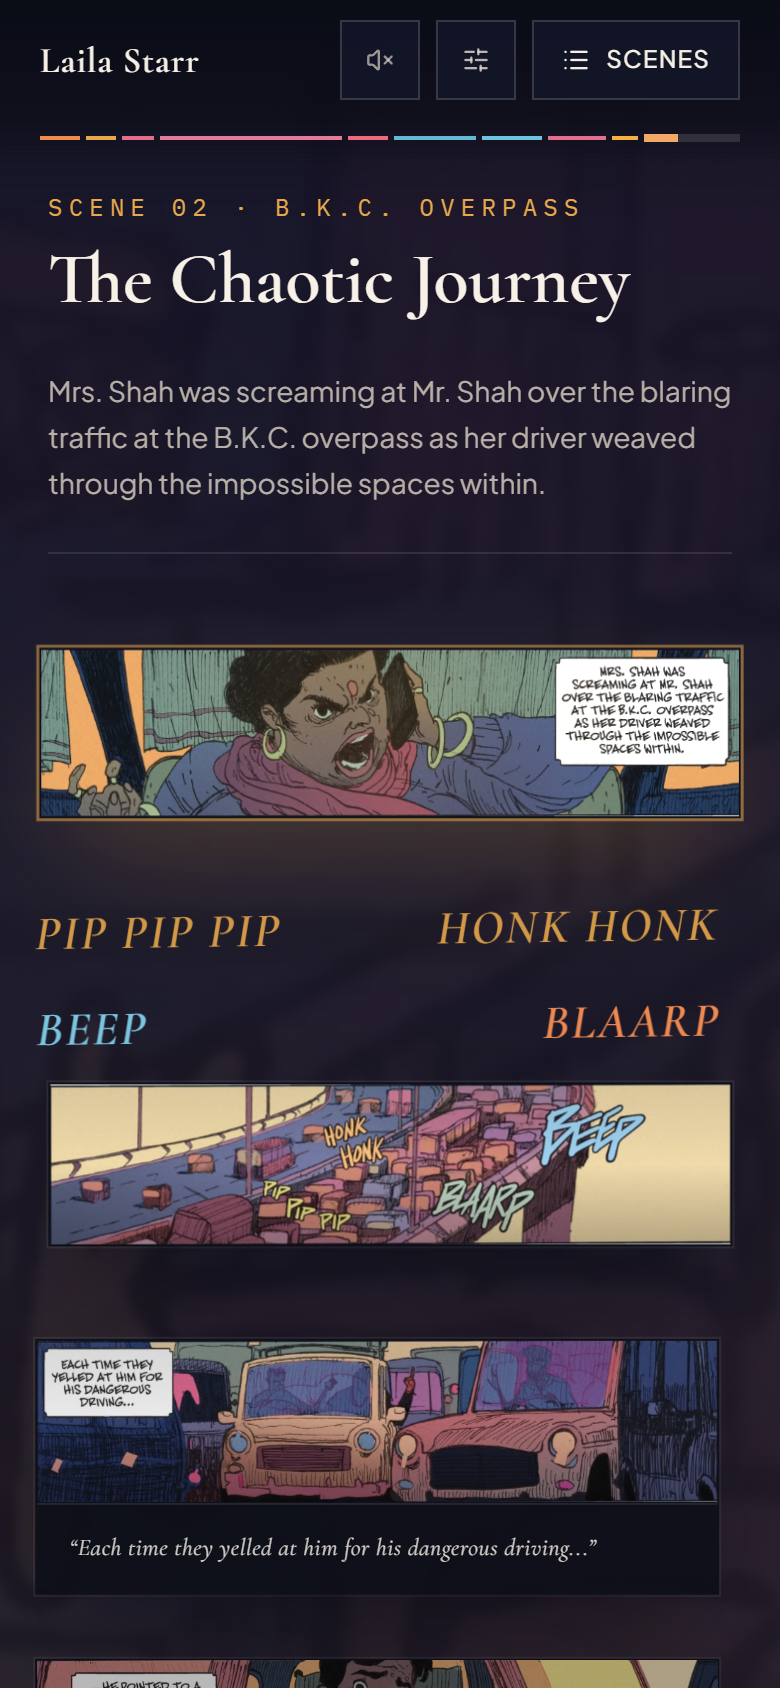 Laila Starr
SCENES
SCENE 02 · B.K.C. OVERPASS
The Chaotic Journey
Mrs. Shah was screaming at Mr. Shah over the blaring
traffic at the B.K.C. overpass as her driver weaved
through the impossible spaces within.
MRS. SHAH WAS
SCREAMING AT MR. SHAH
OVER THE BLARING TRAFFIC
AT THE B.K.C. OVERPASS
AS HER DRIVER WEAVED
THROUGH THE IMPOSSIBLE
SPACES WITHIN.
PIP PIP PIP
HONK HONK
BEEP
BLAARP
HONK
HONK
BEEP
PIP
PIP
PIP
BLAARP
EACH TIME THEY
YELLED AT HIM FOR
HIS DANGEROUS
DRIVING...
“Each time they yelled at him for his dangerous driving...”
HE POINTED TO A